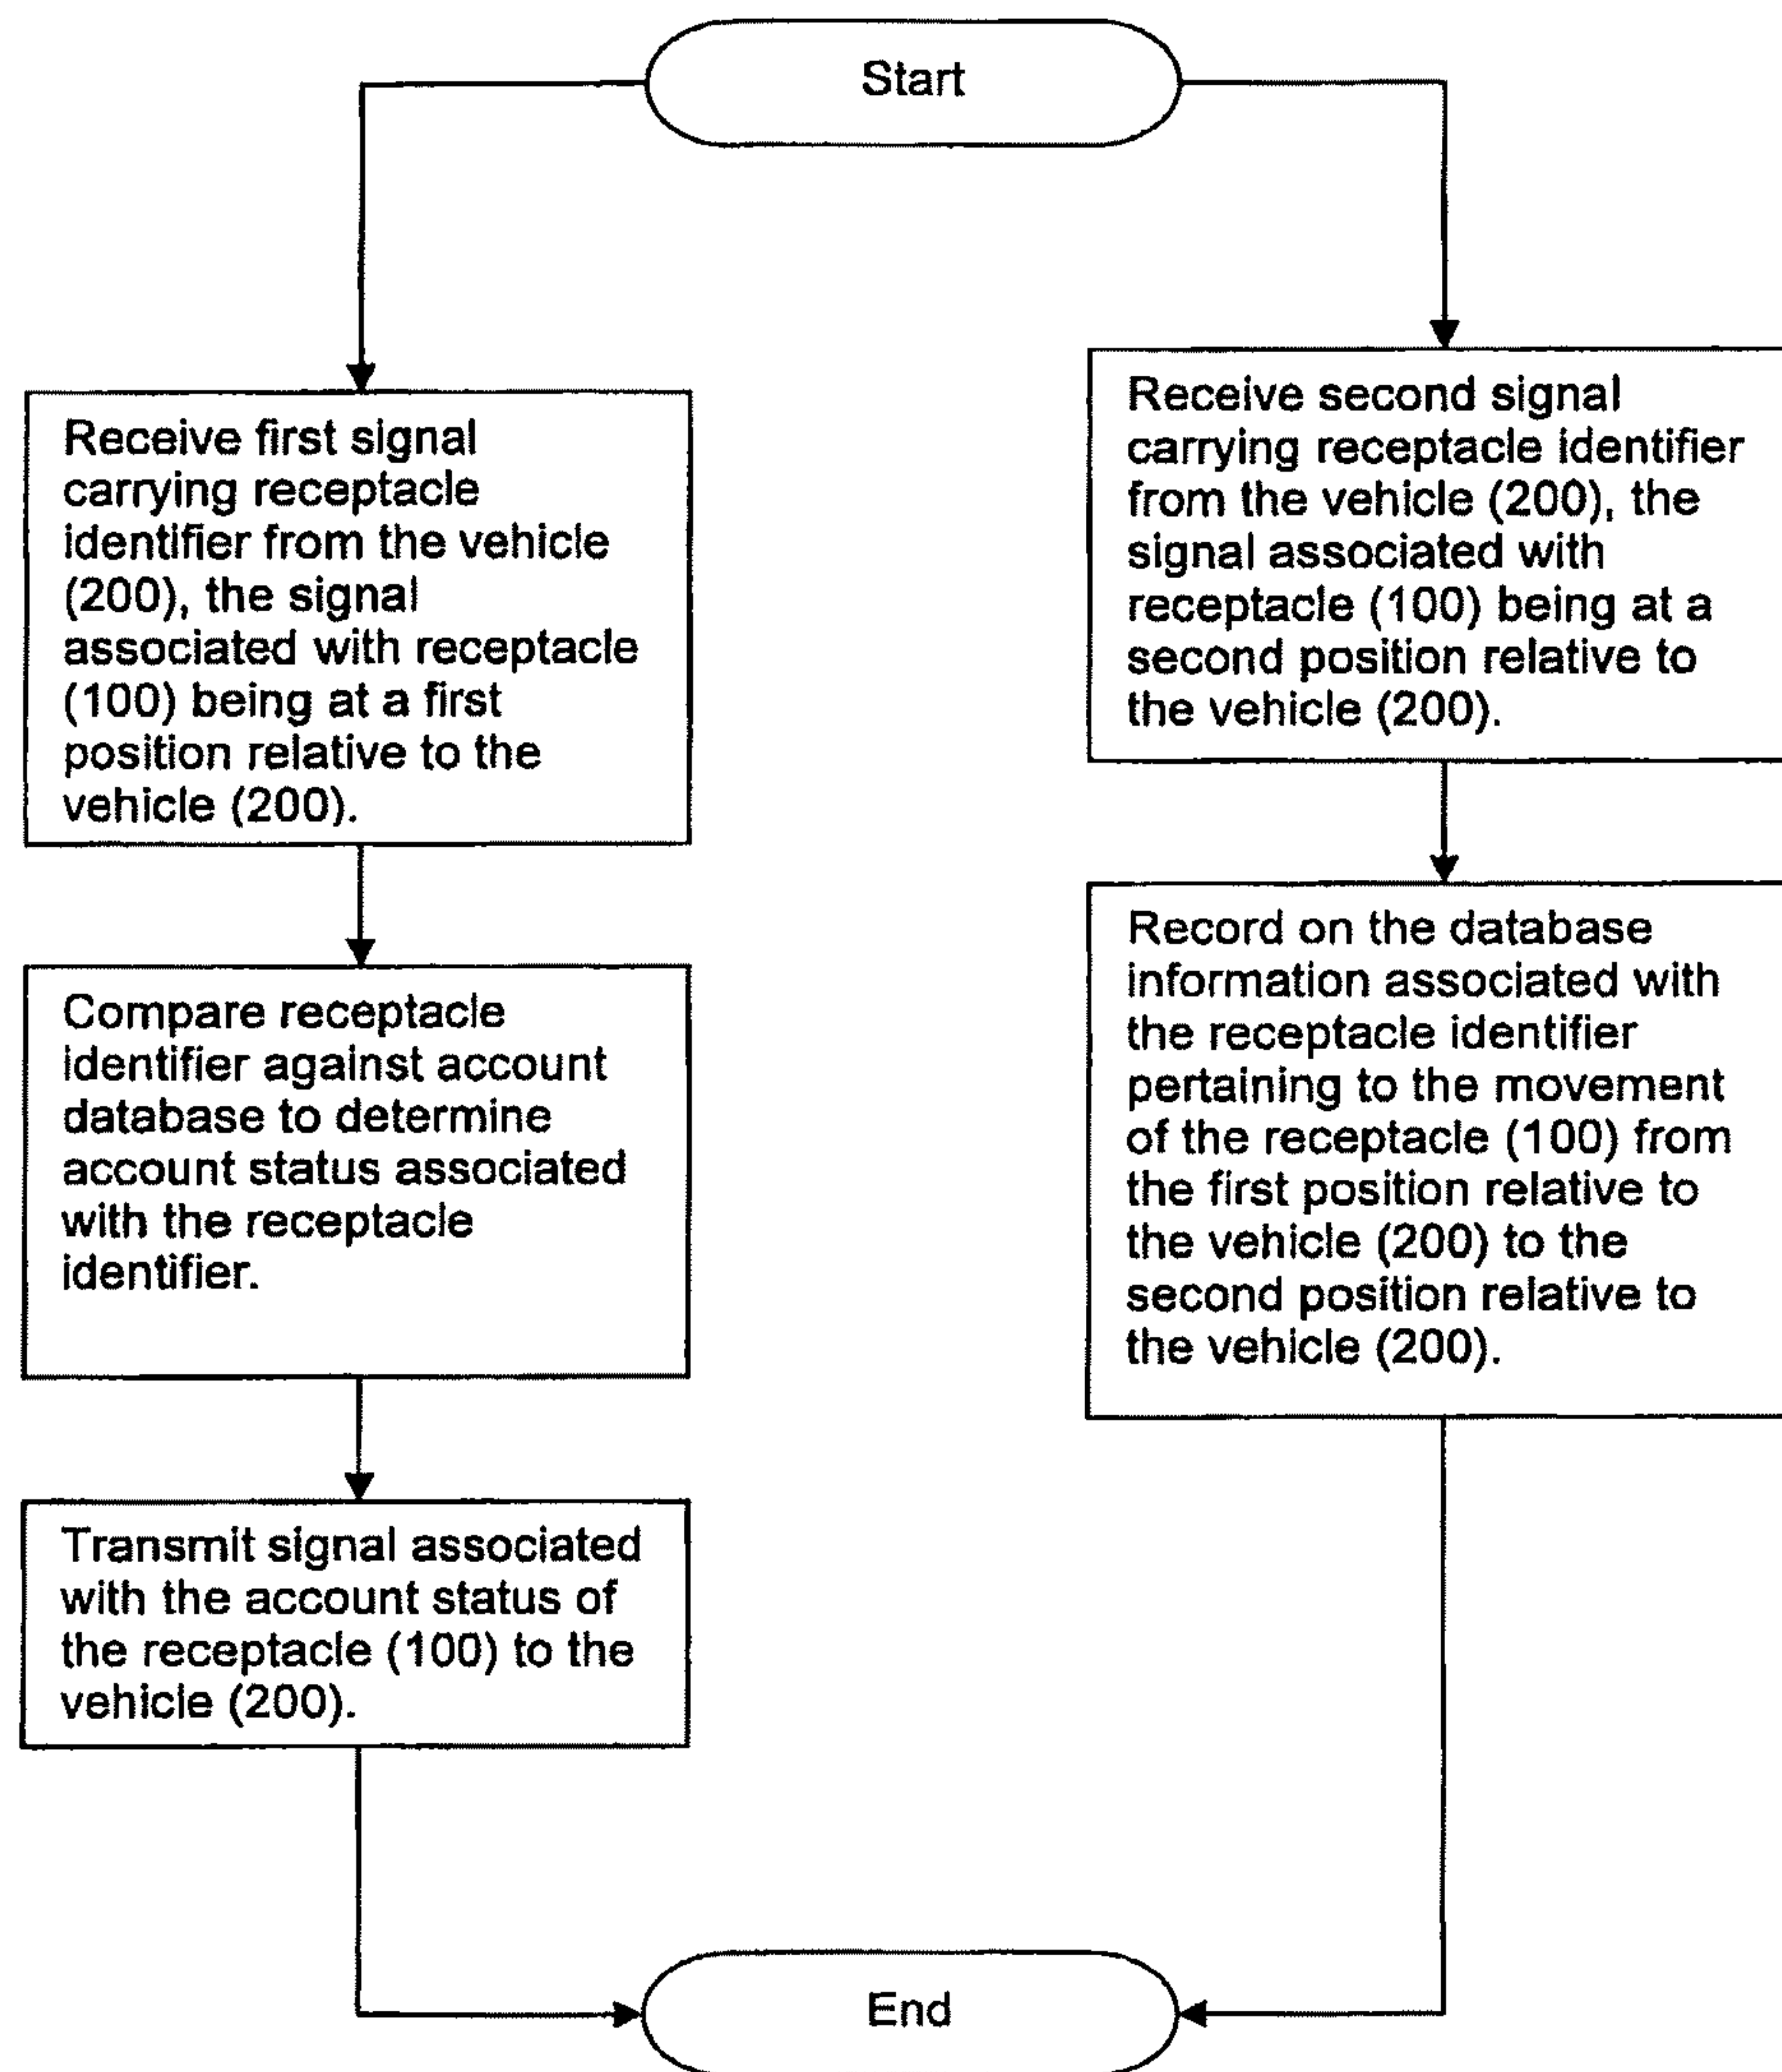 Start
Receive first signal
carrying receptacle
identifier from the vehicle
(200), the signal
associated with receptacle
(100) being at a first
position relative to the
vehicle (200).
Compare receptacle
identifier against account
database to determine
account status associated
with the receptacle
identifier.
Transmit signal associated
with the account status of
the receptacle (100) to the
vehicle (200).
Receive second signal
carrying receptacle identifier
from the vehicle (200), the
signal associated with
receptacle (100) being at a
second position relative to
the vehicle (200).
Record on the database
information associated with
the receptacle identifier
pertaining to the movement
of the receptacle (100) from
the first position relative to
the vehicle (200) to the
second position relative to
the vehicle (200).
End